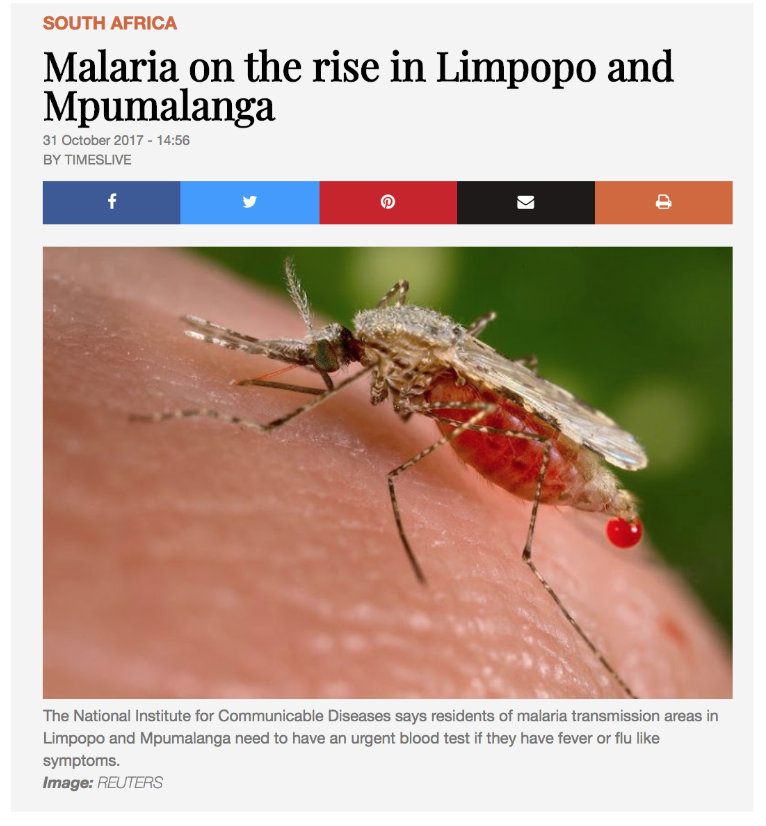 SOUTH AFRICA
Malaria on the rise in Limpopo and
Mpumalanga
31 October 2017 - 14:56
BY TIMESLIVE
The National Institute for Communicable Diseases says residents of malaria transmission areas in
Limpopo and Mpumalanga need to have an urgent blood test if they have fever or flu like
symptoms.
Image: REUTERS